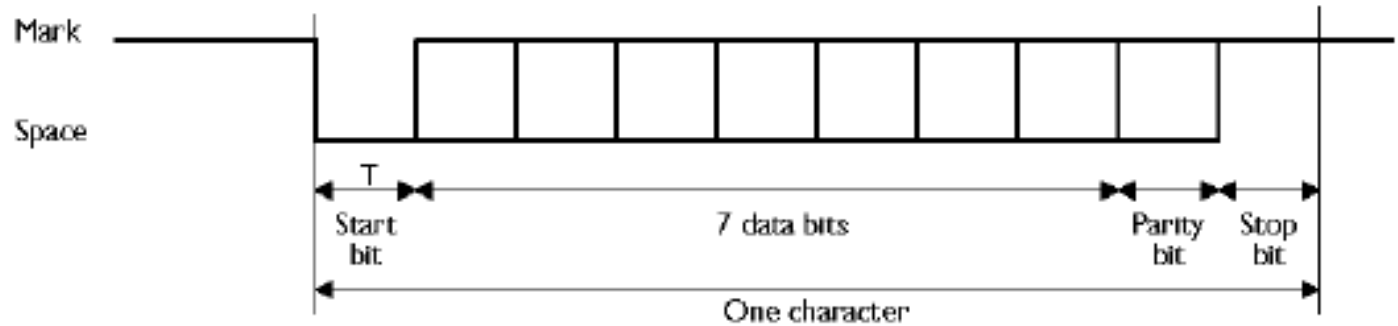 Mark
Space
T
Start
bit
7 data bits
Parity
bit
Stop
bit
One character